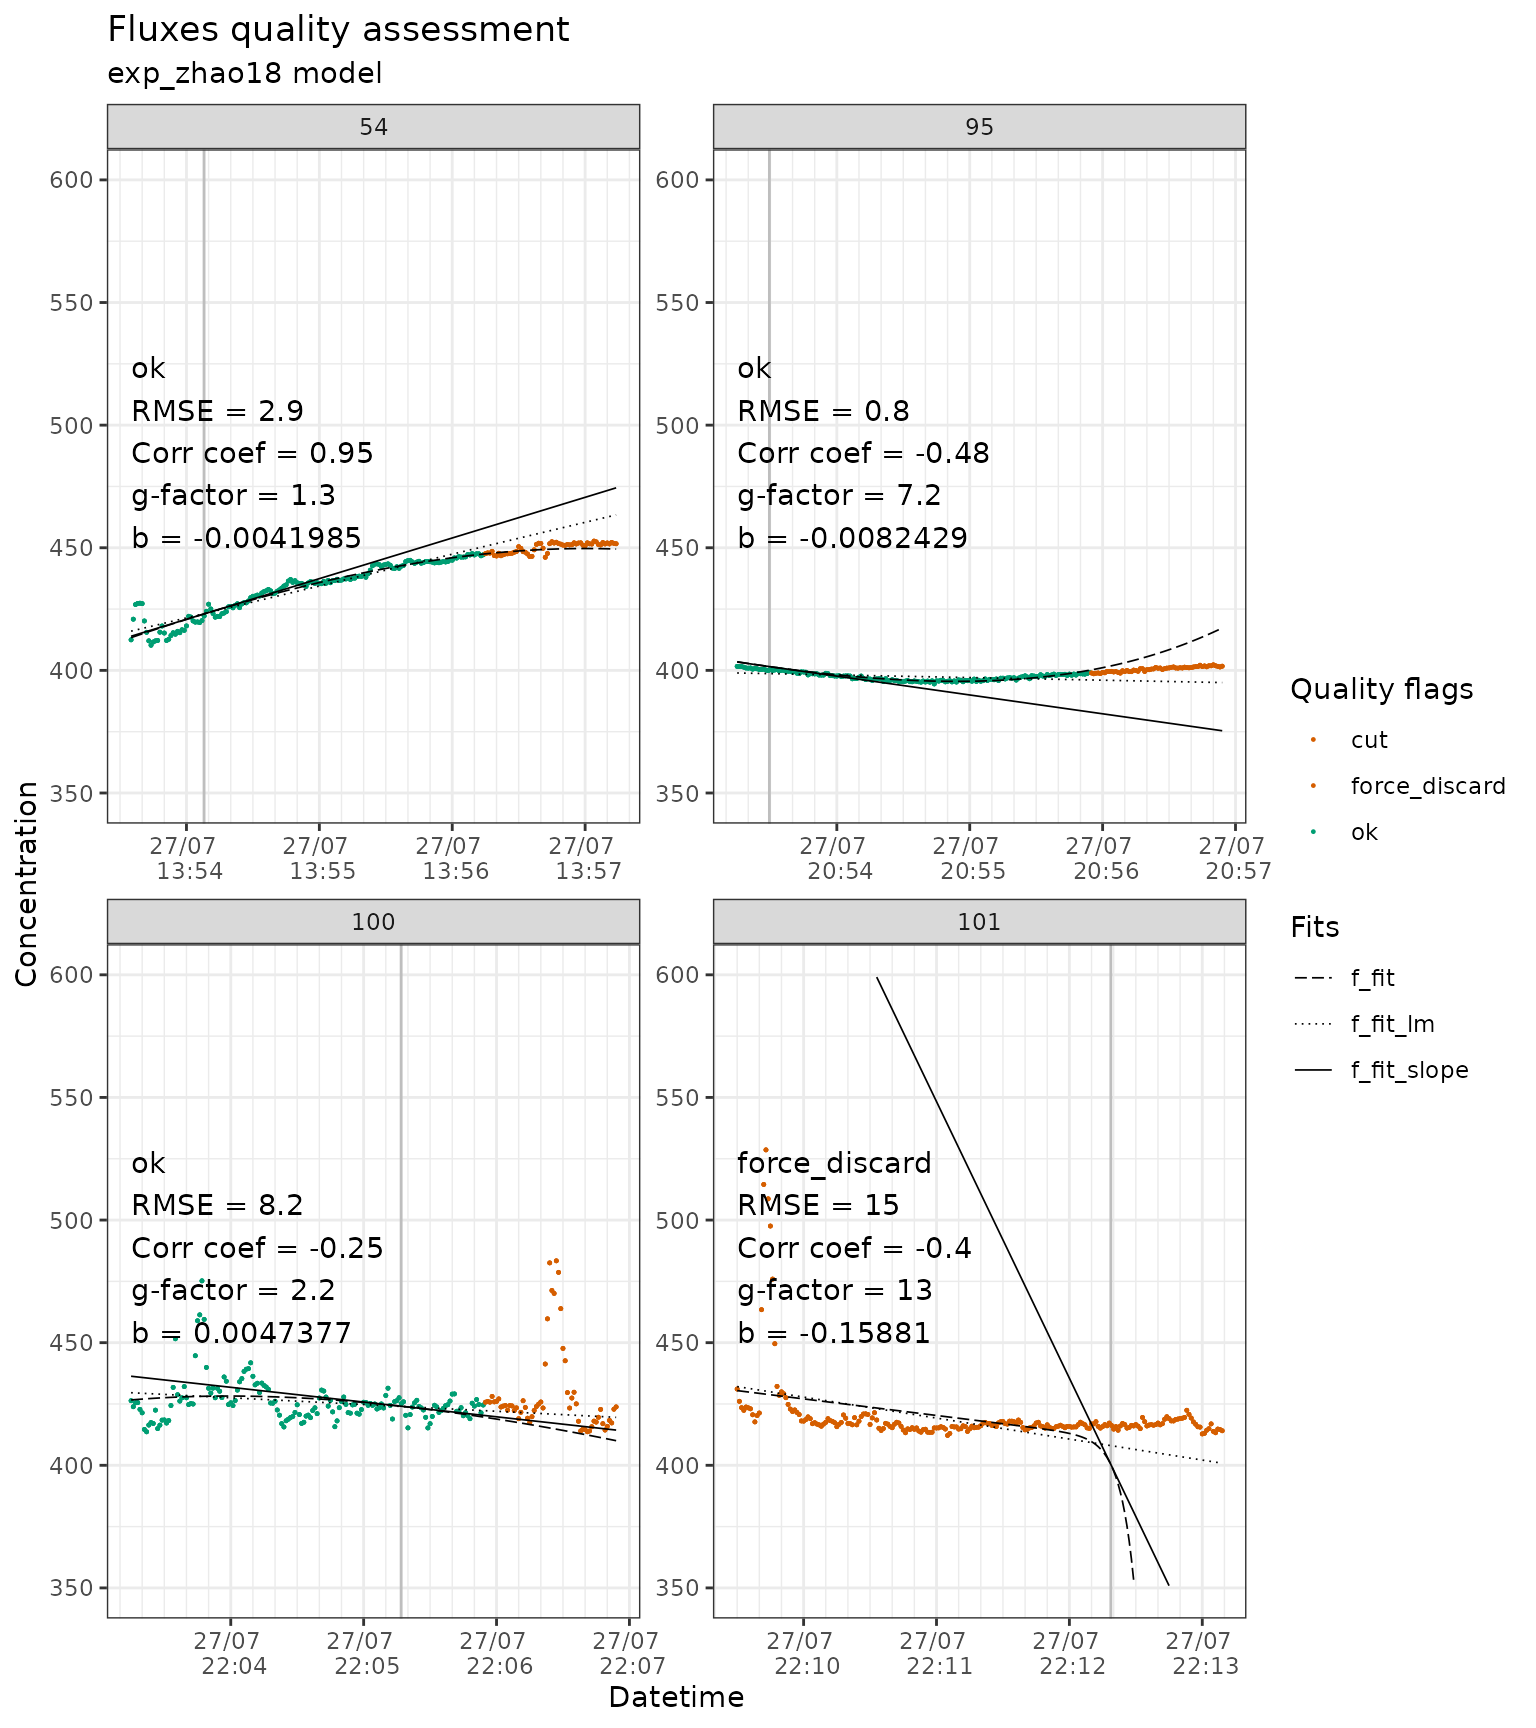 Fluxes quality assessment
exp_zhao18 model
54
600
550
500
450
400
350
ok
RMSE = 2.9
Corr coef = 0.95
g-factor = 1.3
b = -0.0041985
27/07 27/07 27/07 27/07
13:54 13:55 13:56 13:57
95
600
550
500
450
400
350
ok
RMSE = 0.8
Corr coef = -0.48
g-factor = 7.2
b = -0.0082429
27/07 27/07 27/07 27/07
20:54 20:55 20:56 20:57
Concentration
100
600
550
500
450
400
350
ok
RMSE = 8.2
Corr coef = -0.25
g-factor = 2.2
b = 0.0047377
27/07 27/07 27/07 27/07
22:04 22:05 22:06 22:07
101
600
550
500
450
400
350
force_discard
RMSE = 15
Corr coef = -0.4
g-factor = 13
b = -0.15881
27/07 27/07 27/07 27/07
22:10 22:11 22:12 22:13
Datetime
Quality flags
cut
force_discard
ok
Fits
f_fit
f_fit_lm
f_fit_slope